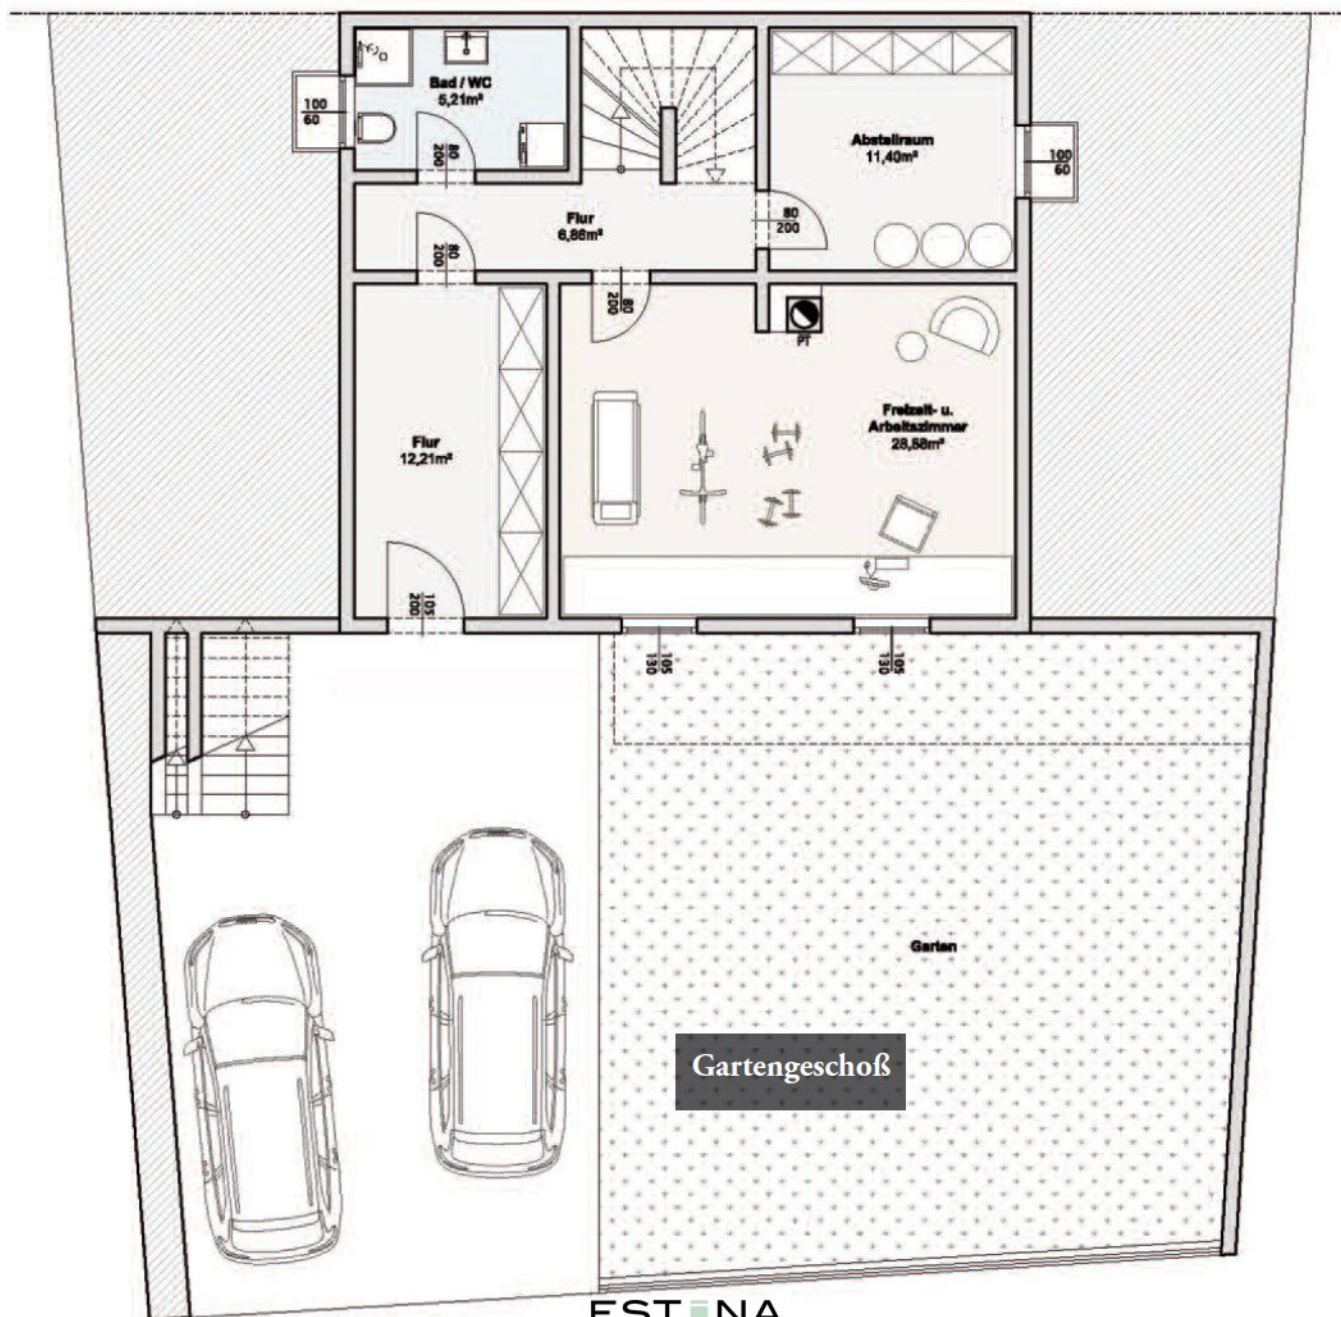 Bad / WC
5,21m²
100
60
80
200
Abstellraum
11,40m²
100
60
Flur
6,86m²
80
200
80
200
80
200
PT
Freizeit- u.
Arbeitszimmer
28,88m²
Flur
12,21m²
105
200
105
130
105
130
Garten
Gartengeschoß